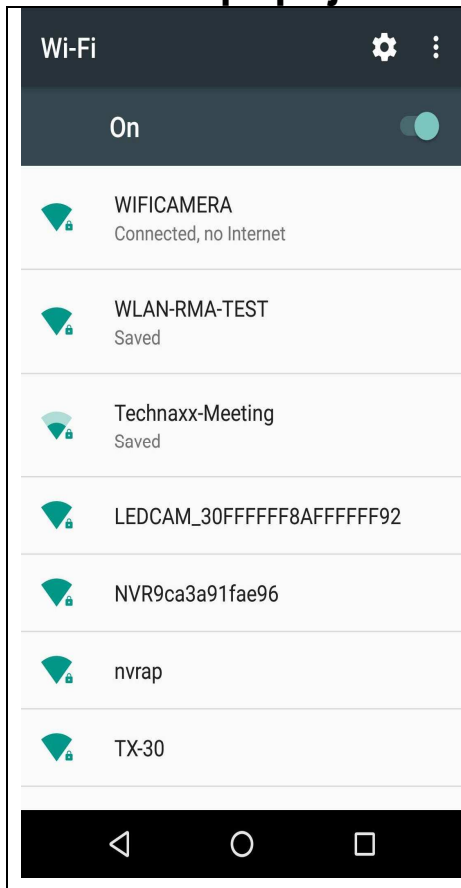 Wi-Fi
On
WIFICAMERA
Connected, no Internet
WLAN-RMA-TEST
Saved
Technaxx-Meeting
Saved
LEDCAM_30FFFFFF8AFFFFFF92
NVR9ca3a91fae96
nvrap
TX-30